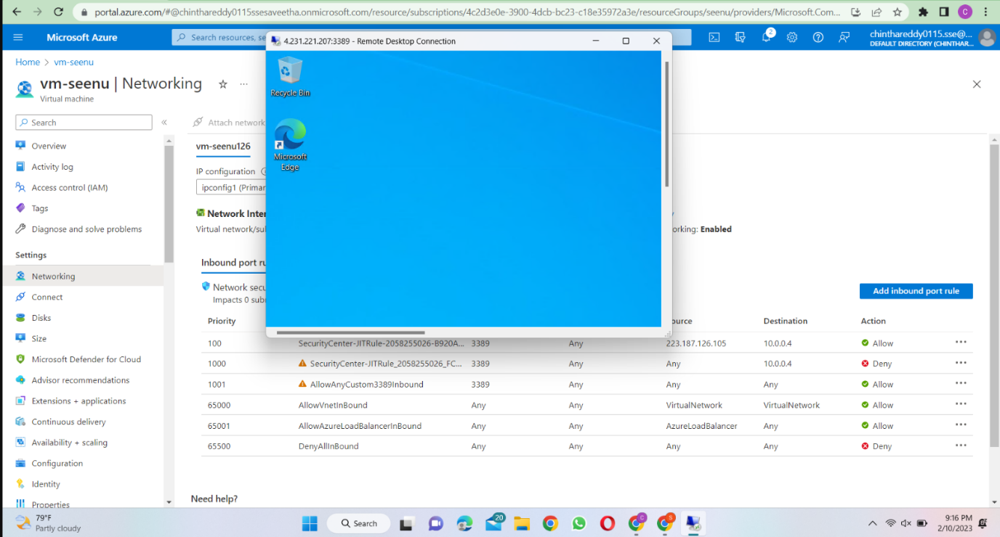 portal.azure.com/#@chinthareddy0115ssesaveetha.onmicrosoft.com/resource/subscriptions/4c2d3e0e-3900-4dcb-bc23-c18e35972a3e/resourceGroups/seenu/providers/Microsoft.Com...
C
Microsoft Azure
Search resources, se
2
chinthareddy0115.sse@...
DEFAULT DIRECTORY (CHINTHAR...
4.231.221.207:3389 - Remote Desktop Connection
Recycle Bin
Microsoft
Edge
Home > vm-seenu
vm-seenu | Networking
Virtual machine
Search
«
Attach network
Overview
Activity log
Access control (IAM)
Tags
Diagnose and solve problems
Settings
Networking
Connect
Disks
Size
Microsoft Defender for Cloud
Advisor recommendations
Extensions + applications
Continuous delivery
Availability + scaling
Configuration
Identity
Properties
vm-seenu126
IP configuration
ipconfig1 (Primar
Network Inter
Virtual network/sub
orking: Enabled
Inbound port ru
Network secu
Impacts 0 sub
Add inbound port rule
Priority ource Destination Action
100 SecurityCenter-JITRule-2058255026-B920A... 3389 Any 223.187.126.105 10.0.0.4 Allow ...
1000 SecurityCenter-JITRule_2058255026_FC... 3389 Any Any 10.0.0.4 Deny ...
1001 AllowAnyCustom3389Inbound 3389 Any Any Any Allow ...
65000 AllowVnetInBound Any Any VirtualNetwork VirtualNetwork Allow ...
65001 AllowAzureLoadBalancerInBound Any Any AzureLoadBalancer Any Allow ...
65500 DenyAllInBound Any Any Any Any Deny ...
Need help?
79°F
Partly cloudy
Search
20
C
S
9:16 PM
2/10/2023